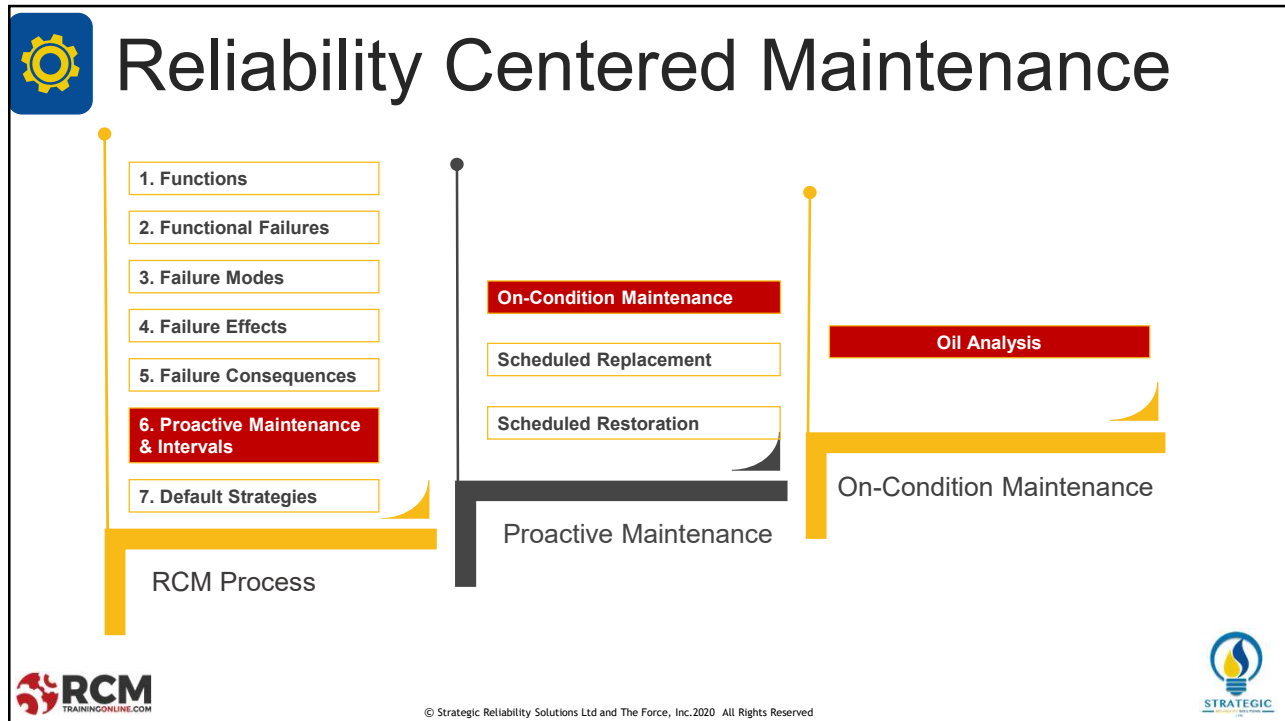 Reliability Centered Maintenance
1. Functions
2. Functional Failures
3. Failure Modes
4. Failure Effects
5. Failure Consequences
6. Proactive Maintenance
& Intervals
7. Default Strategies
RCM Process
On-Condition Maintenance
Scheduled Replacement
Scheduled Restoration
Proactive Maintenance
Oil Analysis
On-Condition Maintenance
RCM
TRAININGONLINE.COM
© Strategic Reliability Solutions Ltd and The Force, Inc.2020 All Rights Reserved
STRATEGIC
RELIABILITY SOLUTIONS